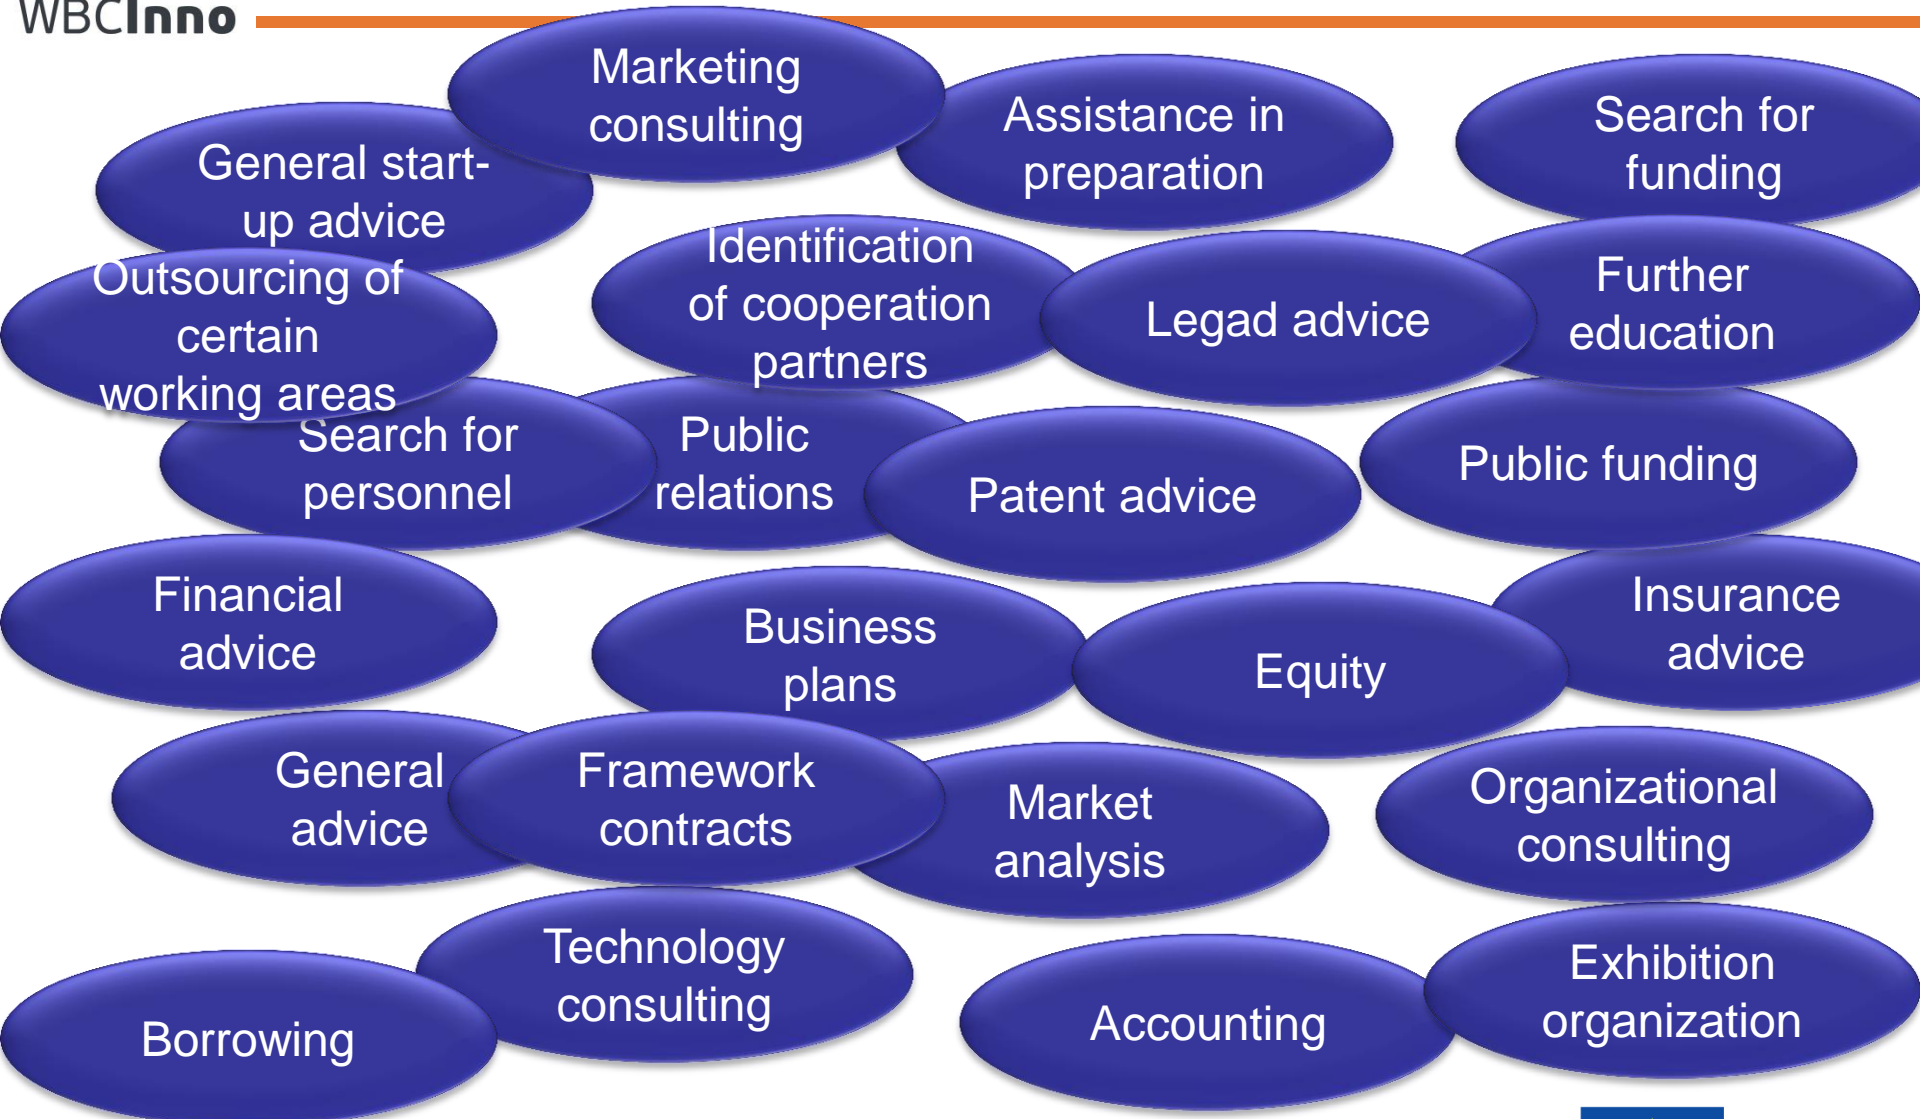 WBCInno
Marketing
consulting
Assistance in
preparation
Search for
funding
General start-
up advice
Identification
of cooperation
partners
Legad advice
Further
education
Outsourcing of
certain
working areas
Search for
personnel
Public
relations
Patent advice
Public funding
Financial
advice
Business
plans
Equity
Insurance
advice
General
advice
Framework
contracts
Market
analysis
Organizational
consulting
Technology
consulting
Exhibition
organization
Borrowing
Accounting